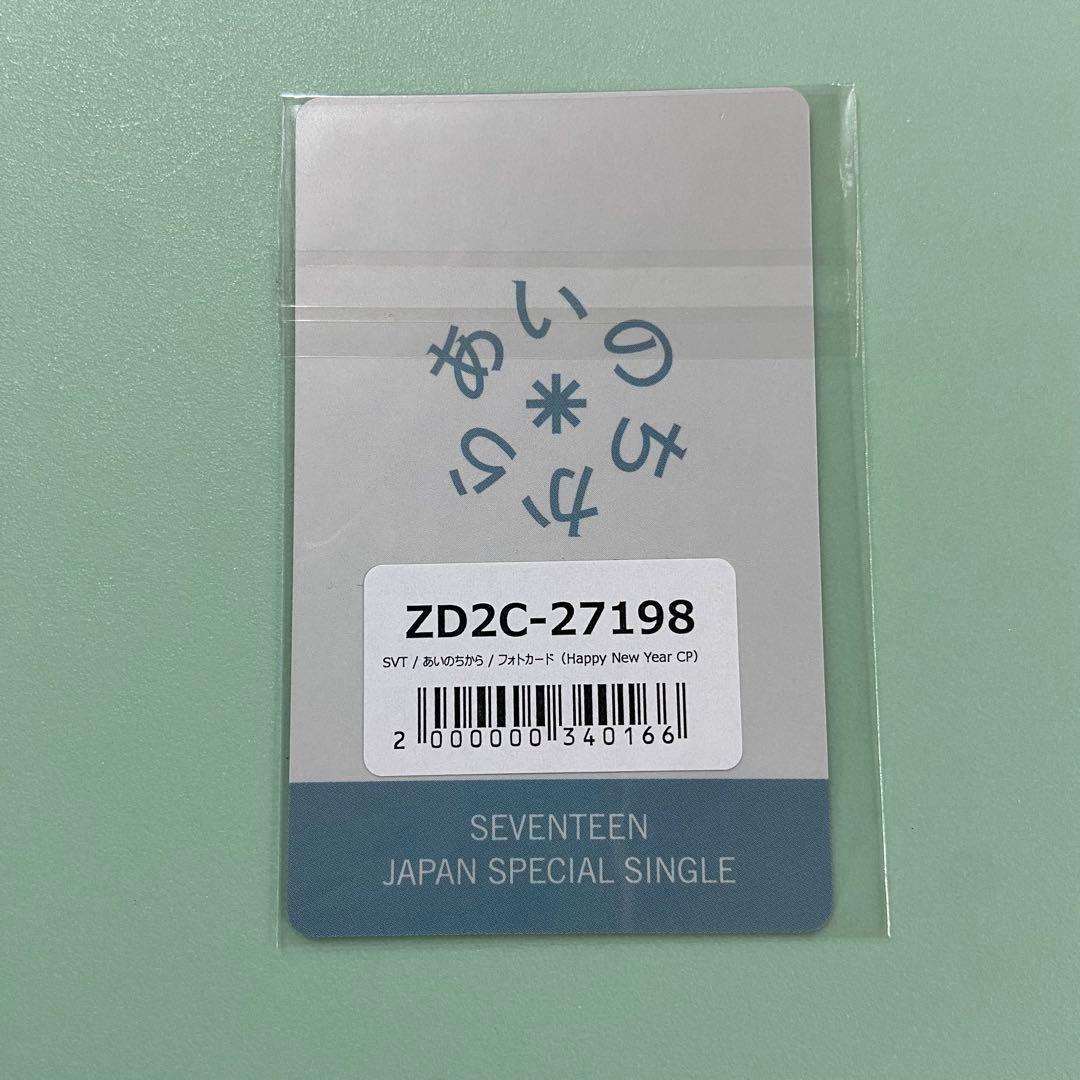 あいのちから
ZD2C-27198
SVT / あいのちから / フォトカード（Happy New Year CP）
2 000000 340166
SEVENTEEN
JAPAN SPECIAL SINGLE